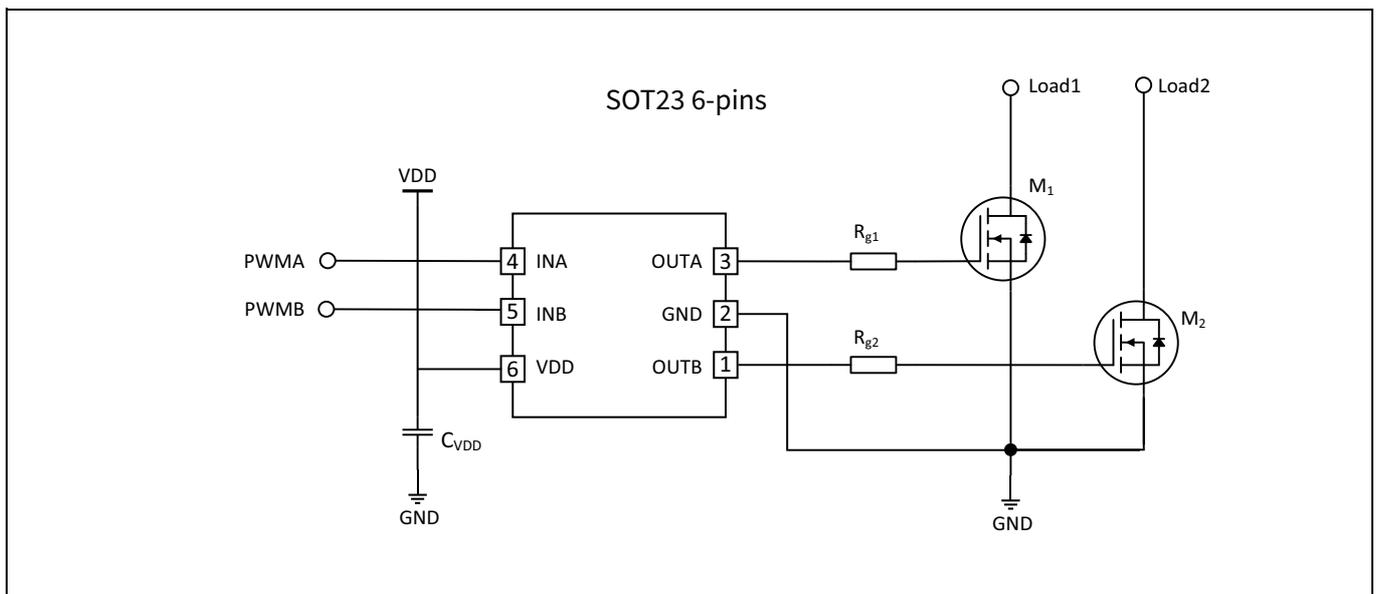 SOT23 6-pins
Load1
Load2
VDD
M1
PWMA
4
INA
OUTA
3
Rg1
PWMB
5
INB
GND
2
M2
6
VDD
OUTB
1
Rg2
CVDD
GND
GND